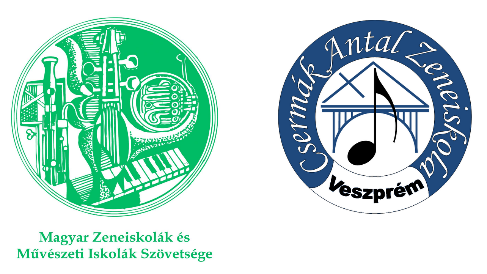 Magyar Zeneiskolák és
Művészeti Iskolák Szövetsége
Csermák Antal Zeneiskola
Veszprém